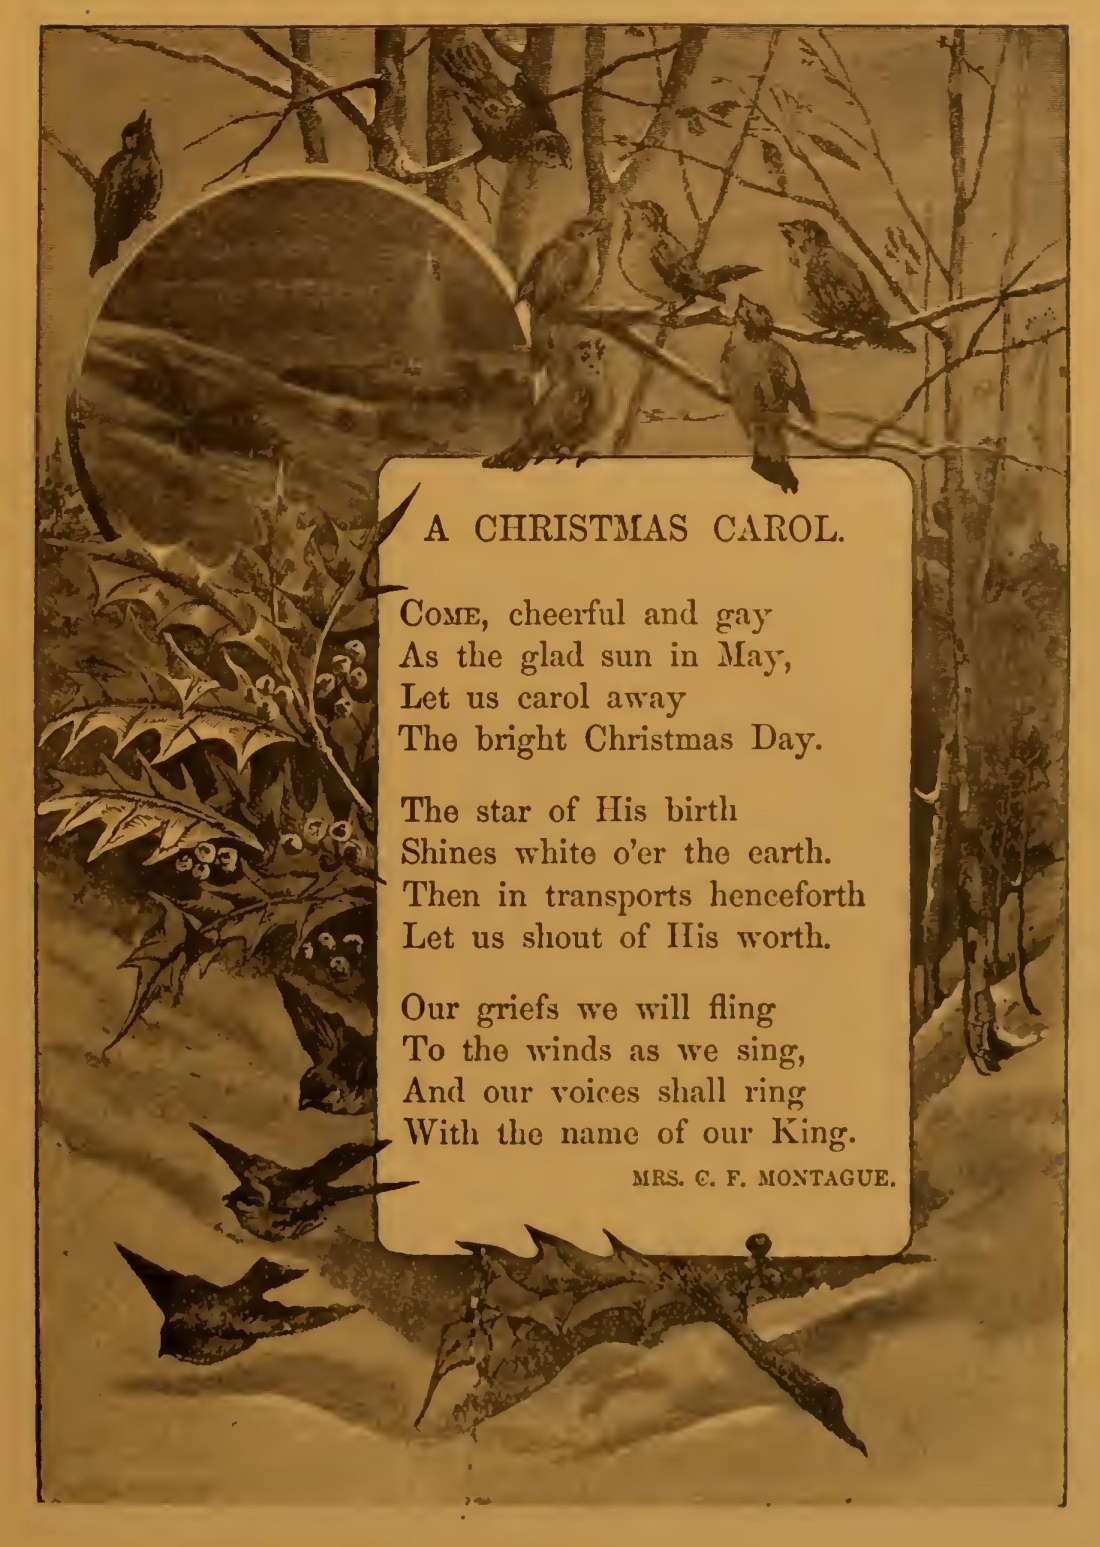 A CHRISTMAS CAROL.
COME, cheerful and gay
As the glad sun in May,
Let us carol away
The bright Christmas Day.
The star of His birth
Shines white o'er the earth.
Then in transports henceforth
Let us shout of His worth.
Our griefs we will fling
To the winds as we sing,
And our voices shall ring
With the name of our King.
MRS. C. F. MONTAGUE.